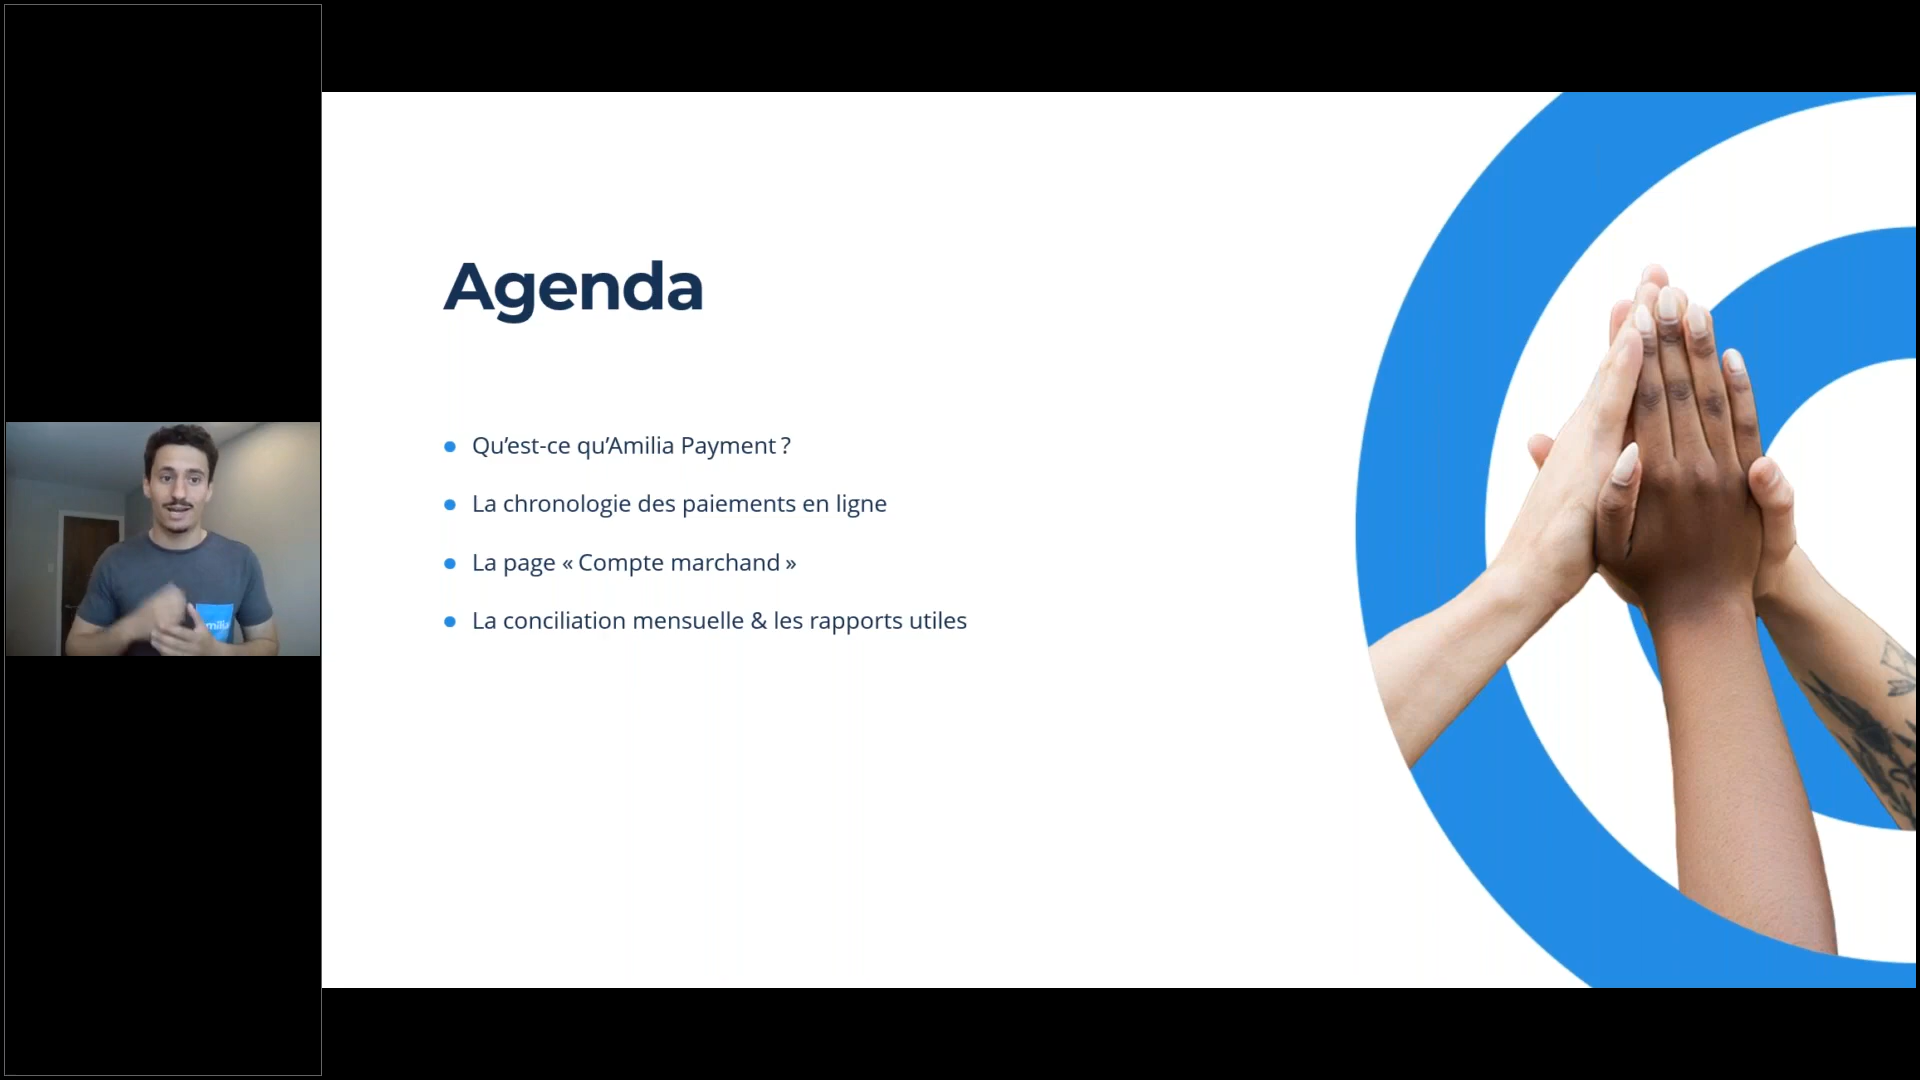 Agenda
Qu’est-ce qu’Amilia Payment ?
La chronologie des paiements en ligne
La page « Compte marchand »
La conciliation mensuelle & les rapports utiles